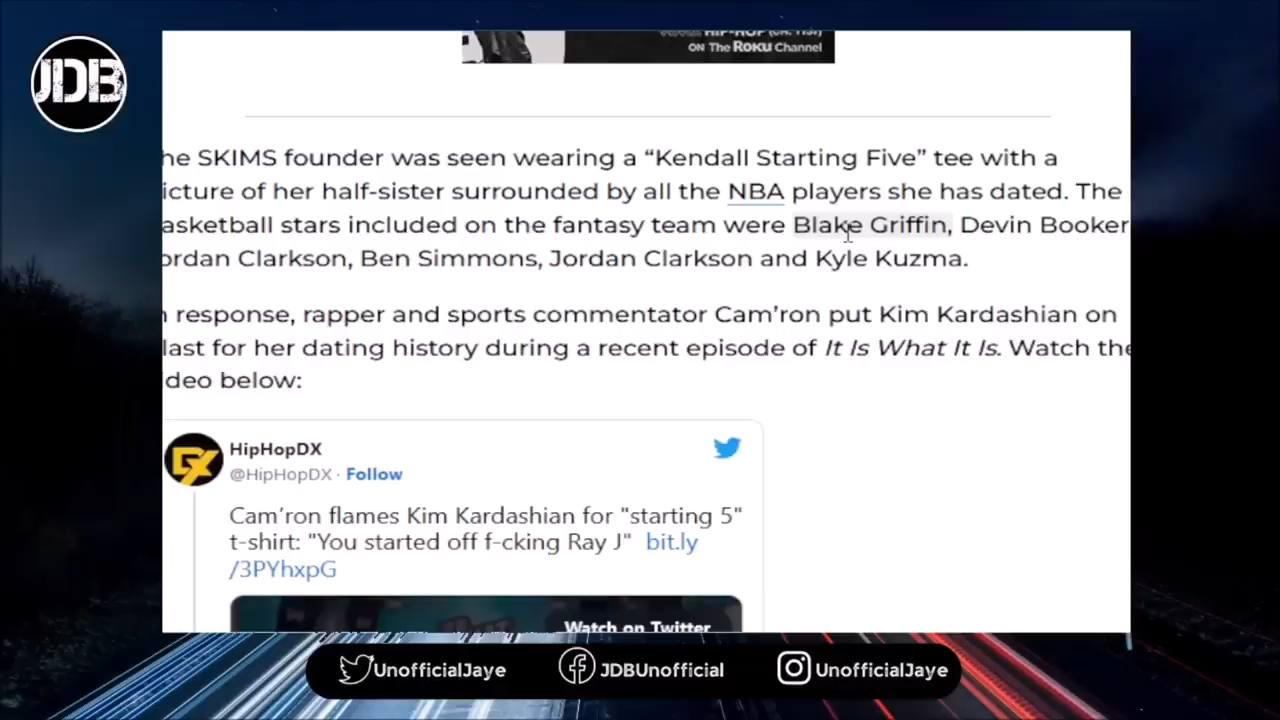 JDB
ON The Roku Channel
he SKIMS founder was seen wearing a “Kendall Starting Five” tee with a
icture of her half-sister surrounded by all the NBA players she has dated. The
asketball stars included on the fantasy team were Blake Griffin, Devin Booker
ordan Clarkson, Ben Simmons, Jordan Clarkson and Kyle Kuzma.
response, rapper and sports commentator Cam’ron put Kim Kardashian on
last for her dating history during a recent episode of It Is What It Is. Watch the
ideo below:
HipHopDX
@HipHopDX · Follow
Cam’ron flames Kim Kardashian for "starting 5"
t-shirt: "You started off f-cking Ray J" bit.ly
/3PYhxpG
Watch on Twitter
UnofficialJaye JDBUnofficial UnofficialJaye